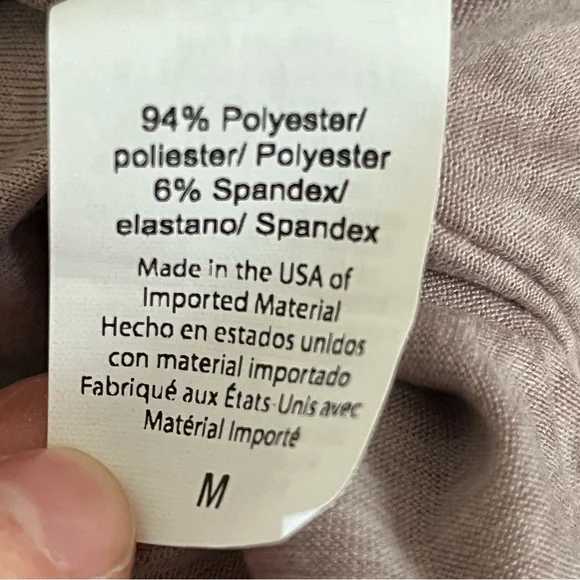 94% Polyester/
poliester/ Polyester
6% Spandex/
elastano/ Spandex
Made in the USA of
Imported Material
Hecho en estados unidos
con material importado
Fabriqué aux États-Unis avec
Matérial Importé
M